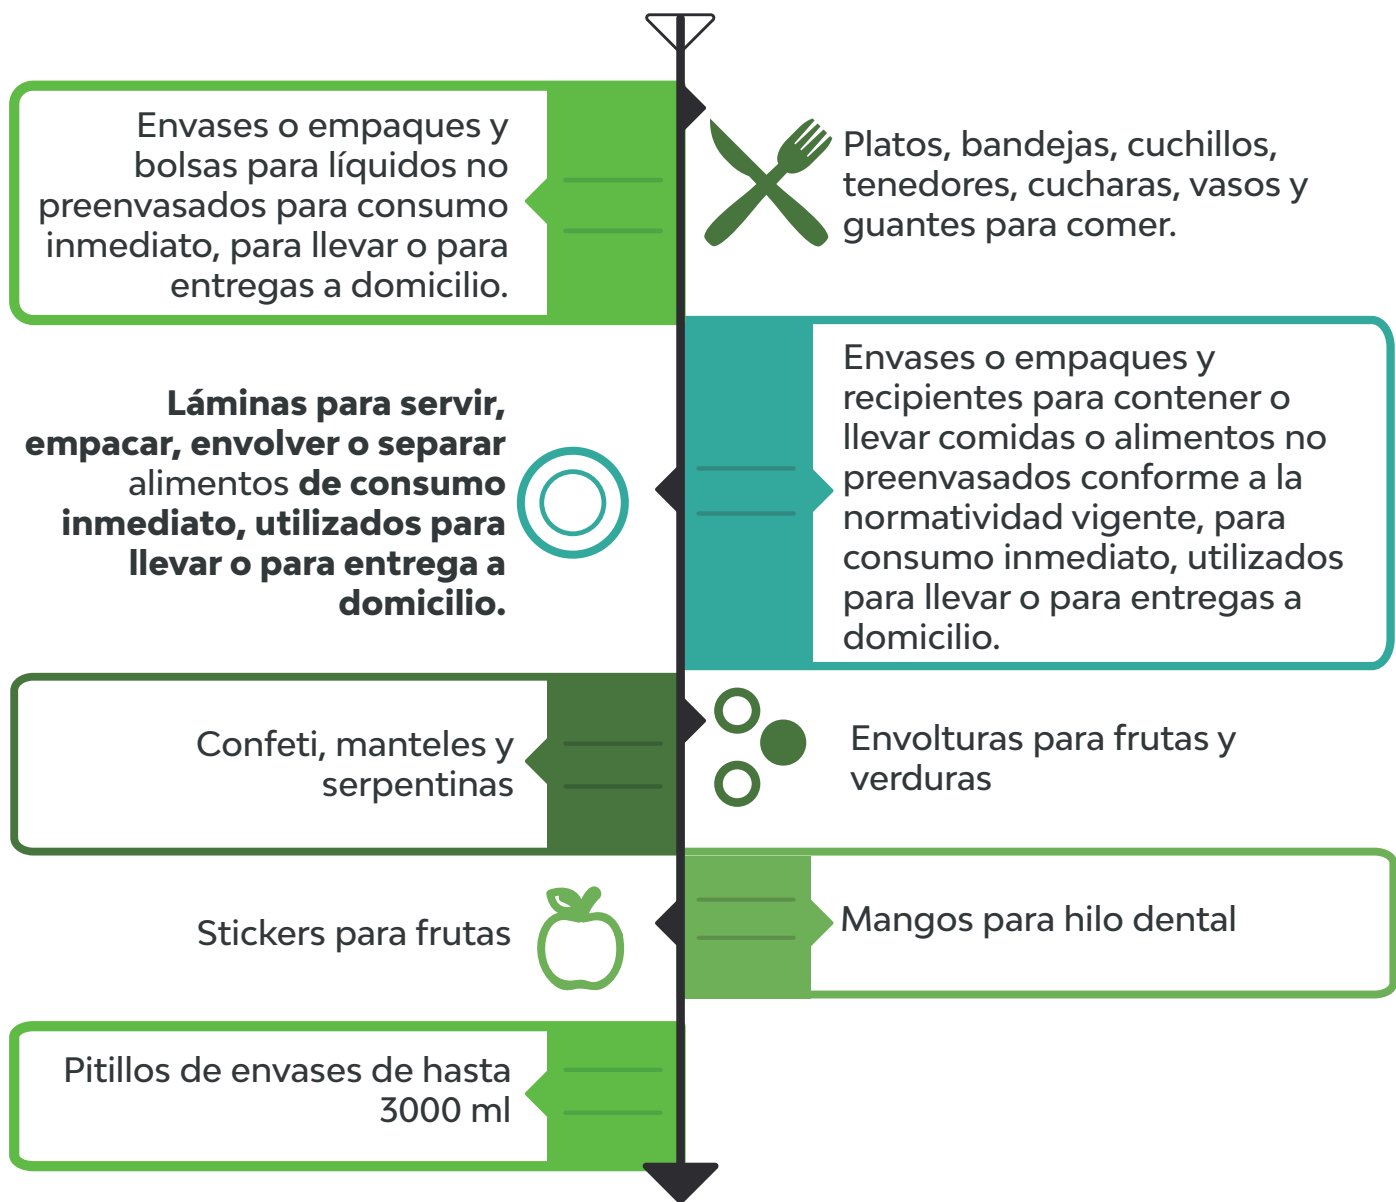 Envases o empaques y
bolsas para líquidos no
preenvasados para consumo
inmediato, para llevar o para
entregas a domicilio.
Platos, bandejas, cuchillos,
tenedores, cucharas, vasos y
guantes para comer.
Láminas para servir,
empacar, envolver o separar
alimentos de consumo
inmediato, utilizados para
llevar o para entrega a
domicilio.
Envases o empaques y
recipientes para contener o
llevar comidas o alimentos no
preenvasados conforme a la
normatividad vigente, para
consumo inmediato, utilizados
para llevar o para entregas a
domicilio.
Confeti, manteles y
serpentinas
Envolturas para frutas y
verduras
Stickers para frutas
Mangos para hilo dental
Pitillos de envases de hasta
3000 ml